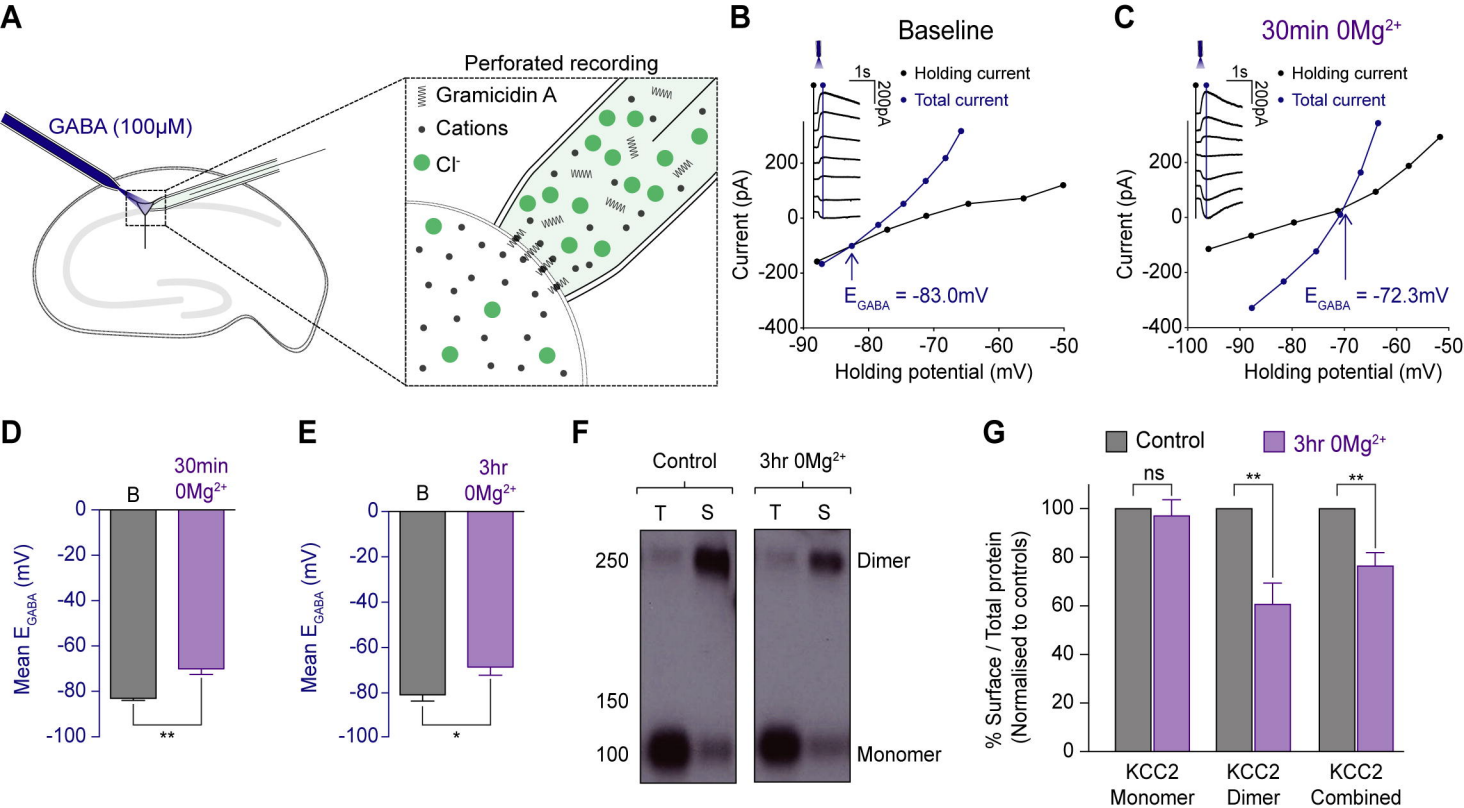 A
GABA (100µM)
Perforated recording
Gramicidin A
Cations
Cl-
B
Baseline
1s
200pA
Holding current
Total current
Current (pA)
200
0
-200
-400
EGABA = -83.0mV
-90
-80
-70
-60
-50
Holding potential (mV)
C
30min 0Mg2+
1s
200pA
Holding current
Total current
Current (pA)
200
0
-200
-400
EGABA = -72.3mV
-100
-90
-80
-70
-60
-50
Holding potential (mV)
D
Mean EGABA (mV)
0
-20
-40
-60
-80
-100
B
30min
0Mg2+
**
E
Mean EGABA (mV)
0
-20
-40
-60
-80
-100
B
3hr
0Mg2+
*
F
Control
3hr 0Mg2+
T
S
T
S
250
150
100
Dimer
Monomer
G
Control
3hr 0Mg2+
% Surface / Total protein
(Normalised to controls)
100
80
60
40
20
0
ns
**
**
KCC2
Monomer
KCC2
Dimer
KCC2
Combined